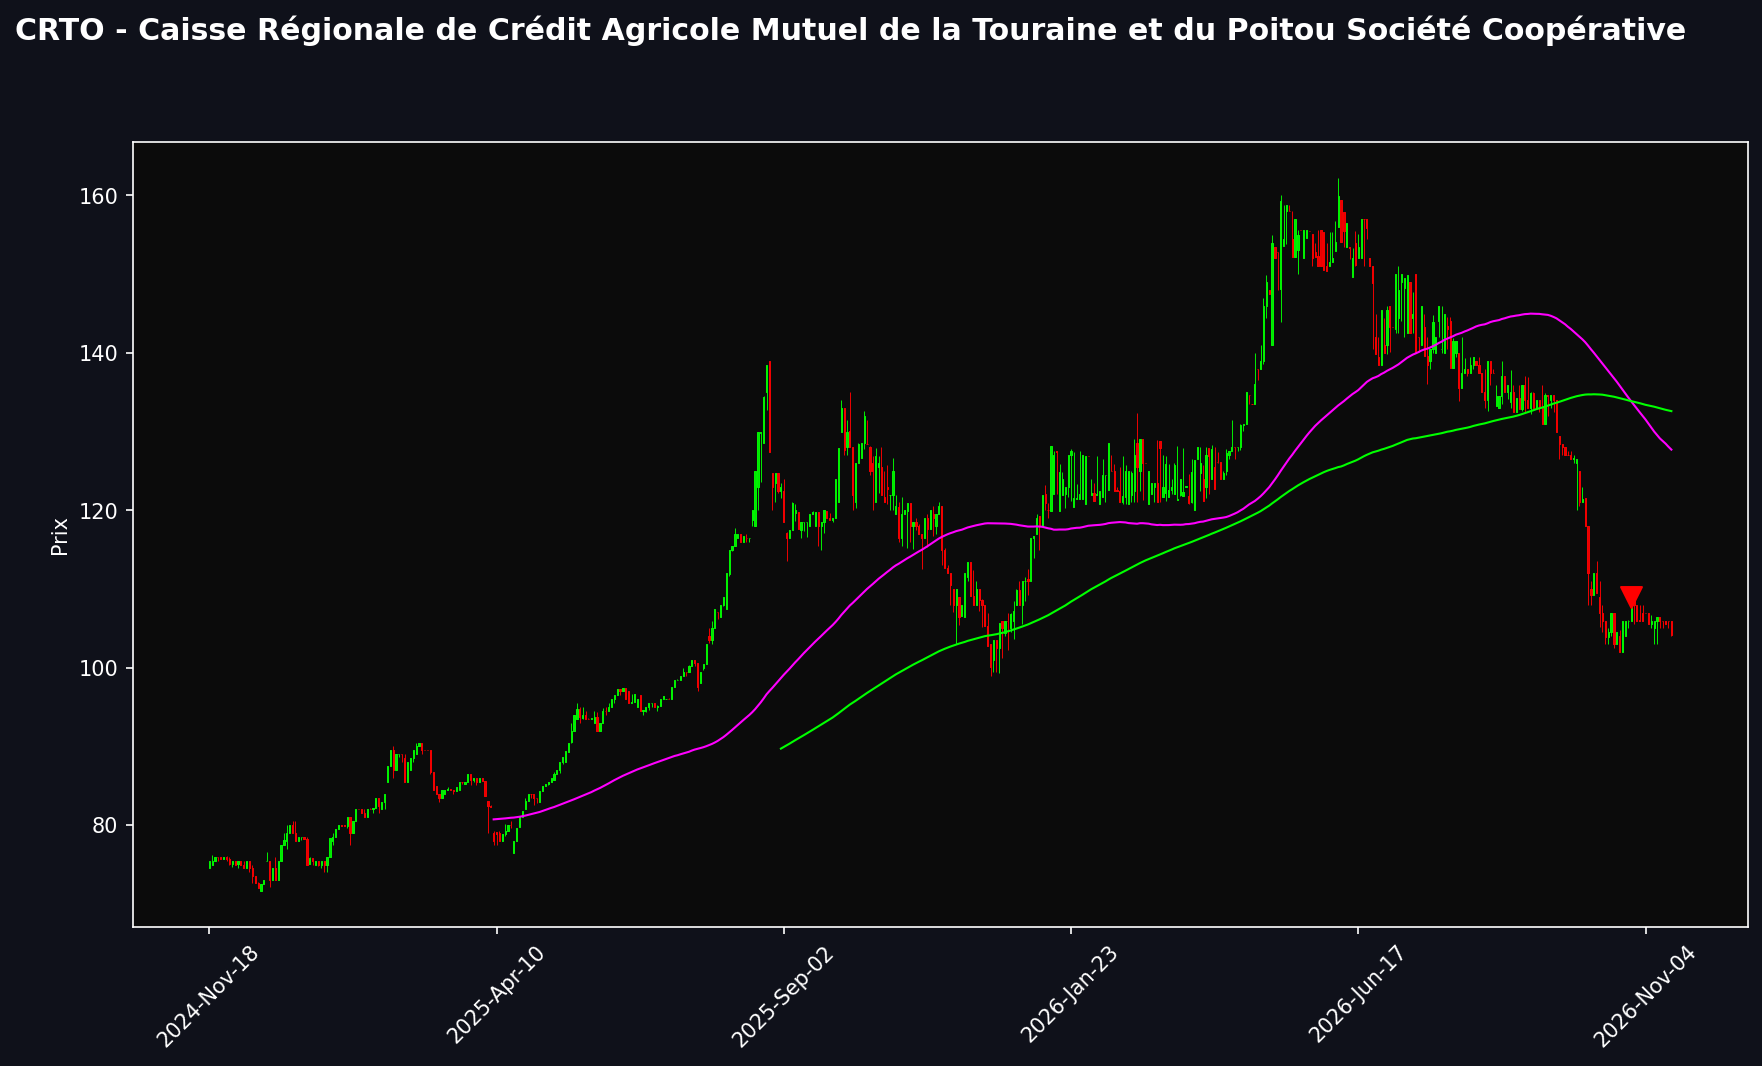 CRTO - Caisse Régionale de Crédit Agricole Mutuel de la Touraine et du Poitou Société Coopérative
160
140
120
100
80
Prix
2024-Nov-18
2025-Apr-10
2025-Sep-02
2026-Jan-23
2026-Jun-17
2026-Nov-04